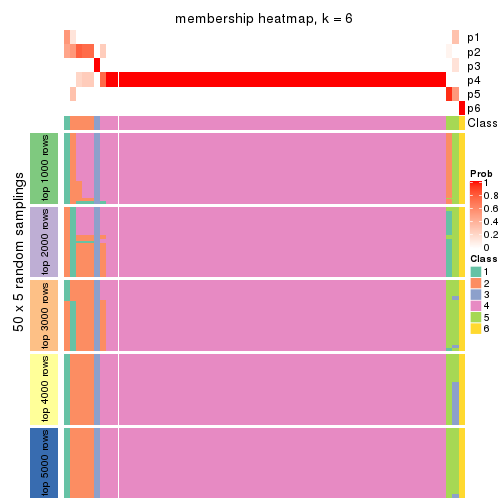 membership heatmap, k = 6
p1
p2
p3
p4
p5
p6
Class
50 x 5 random samplings
top 1000 rows
top 2000 rows
top 3000 rows
top 4000 rows
top 5000 rows
Prob
1
0.8
0.6
0.4
0.2
0
Class
1
2
3
4
5
6